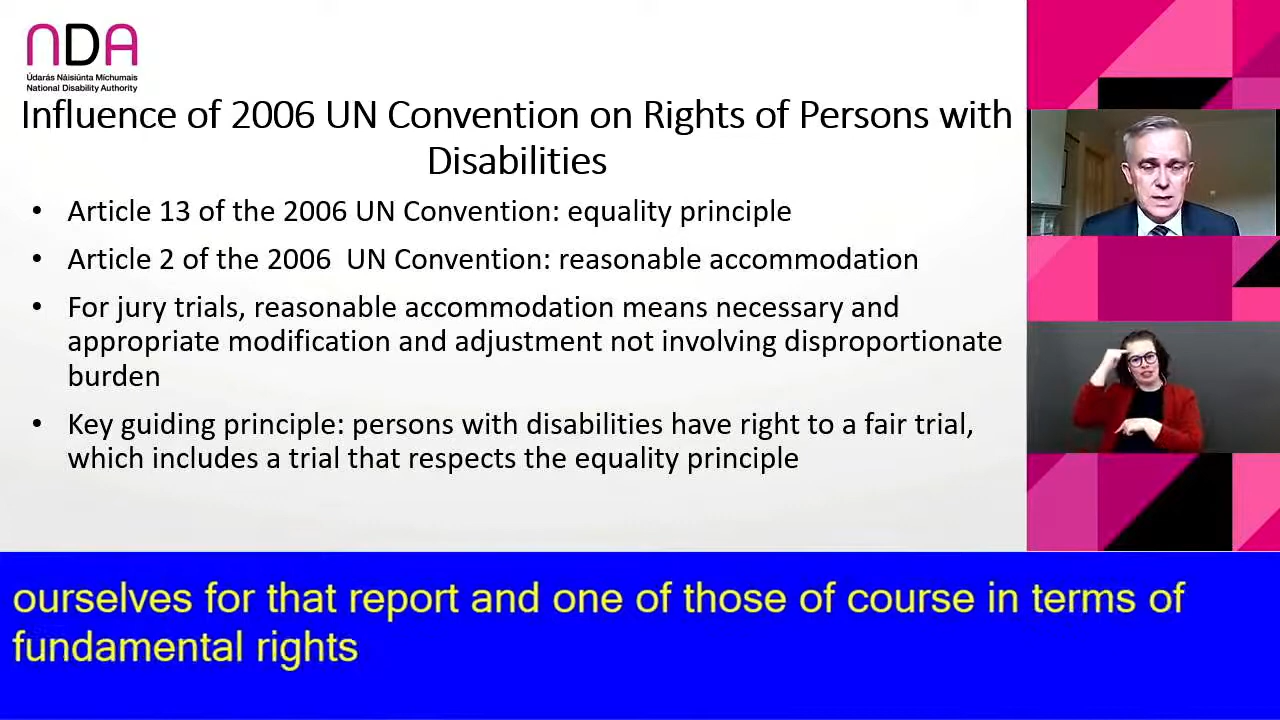 NDA
Údarás Náisiúnta Míchumais
National Disability Authority
Influence of 2006 UN Convention on Rights of Persons with
Disabilities
• Article 13 of the 2006 UN Convention: equality principle
• Article 2 of the 2006  UN Convention: reasonable accommodation
• For jury trials, reasonable accommodation means necessary and
appropriate modification and adjustment not involving disproportionate
burden
• Key guiding principle: persons with disabilities have right to a fair trial,
which includes a trial that respects the equality principle
ourselves for that report and one of those of course in terms of
fundamental rights